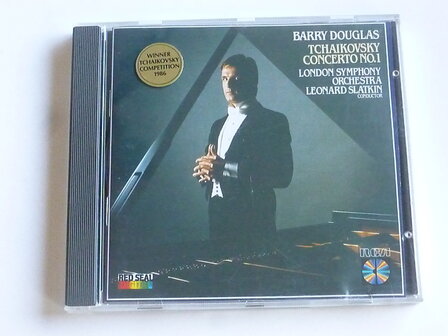 BARRY DOUGLAS
TCHAIKOVSKY
CONCERTO NO.1
LONDON SYMPHONY
ORCHESTRA
LEONARD SLATKIN
CONDUCTOR
WINNER
TCHAIKOVSKY
COMPETITION
1986
RED SEAL
RCA